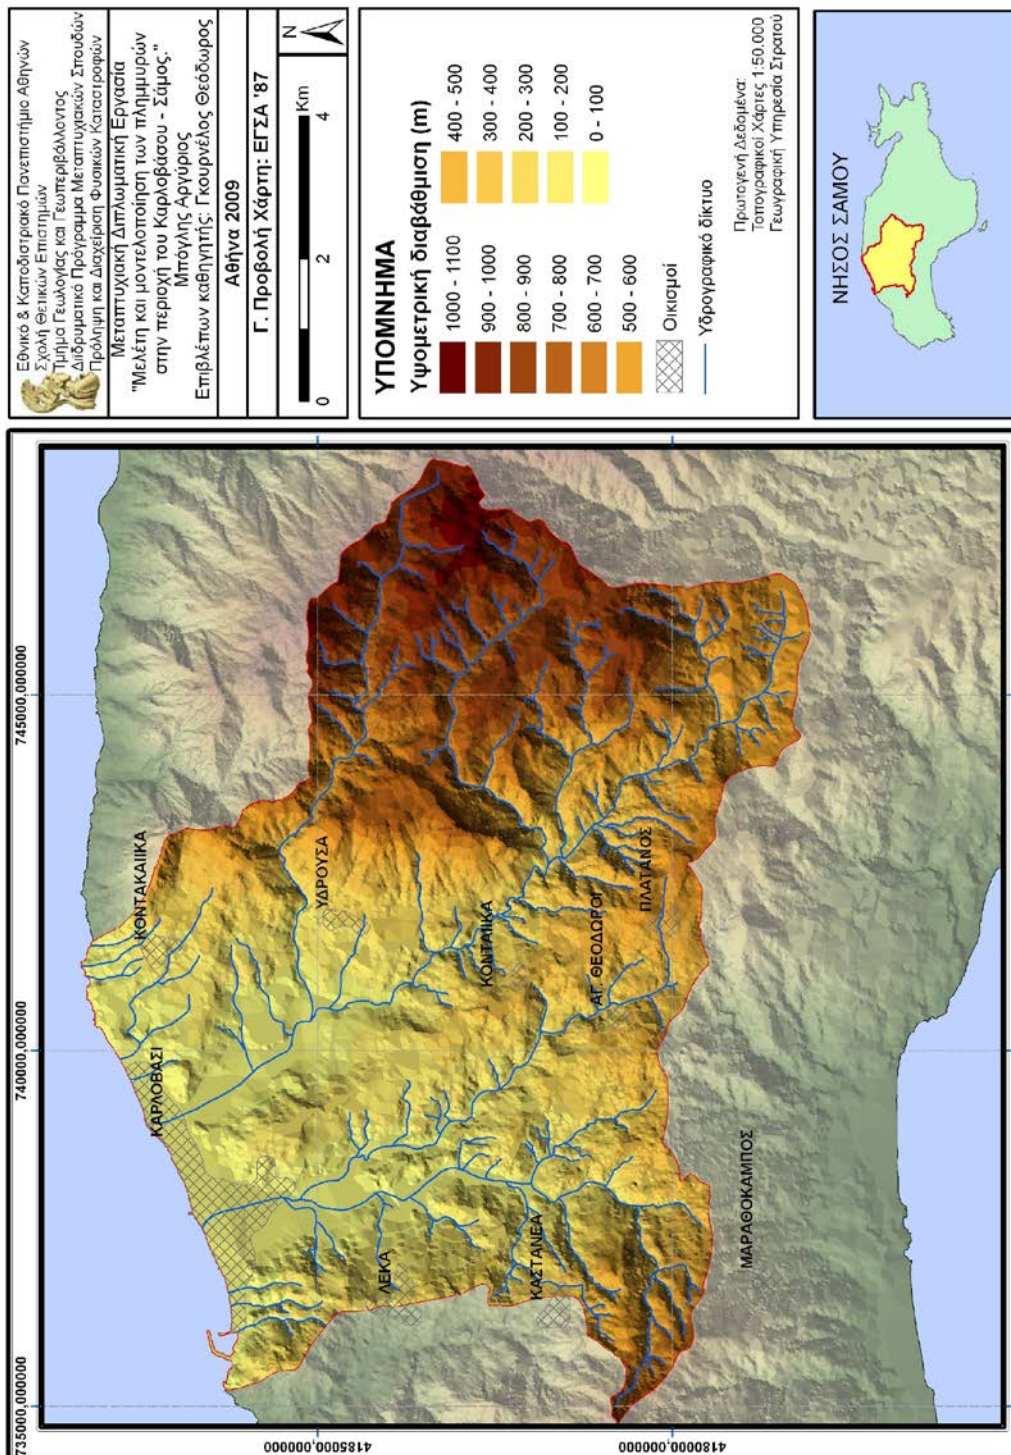 Εθνικό & Καποδιστριακό Πανεπιστήμιο Αθηνών
Σχολή Θετικών Επιστημών
Τμήμα Γεωλογίας και Γεωπεριβάλλοντος
Διιδρυματικό Πρόγραμμα Μεταπτυχιακών Σπουδών
Πρόληψη και Διαχείριση Φυσικών Καταστροφών
Μεταπτυχιακή Διπλωματική Εργασία
"Μελέτη και μοντελοποίηση των πλημμυρών
στην περιοχή του Καρλοβάσου - Σάμος."
Μπόγλης Αργύριος
Επιβλέπων καθηγητής: Γκουρνέλος Θεόδωρος
Αθήνα 2009
Γ. Προβολή Χάρτη: ΕΓΣΑ '87
0
2
4
Km
N
ΥΠΟΜΝΗΜΑ
Υψομετρική διαβάθμιση (m)
1000 - 1100
900 - 1000
800 - 900
700 - 800
600 - 700
500 - 600
400 - 500
300 - 400
200 - 300
100 - 200
0 - 100
Οικισμοί
Υδρογραφικό δίκτυο
Πρωτογενή Δεδομένα:
Τοπογραφικοί Χάρτες 1:50.000
Γεωγραφική Υπηρεσία Στρατού
ΝΗΣΟΣ ΣΑΜΟΥ
735000,000000
740000,000000
745000,000000
4185000,000000
4180000,000000
ΚΑΡΛΟΒΑΣΙ
ΚΟΝΤΑΚΑΙΙΚΑ
ΥΔΡΟΥΣΑ
ΛΕΚΑ
ΚΟΝΤΑΙΙΚΑ
ΚΑΣΤΑΝΕΑ
ΑΓ. ΘΕΟΔΩΡΟΙ
ΠΛΑΤΑΝΟΣ
ΜΑΡΑΘΟΚΑΜΠΟΣ